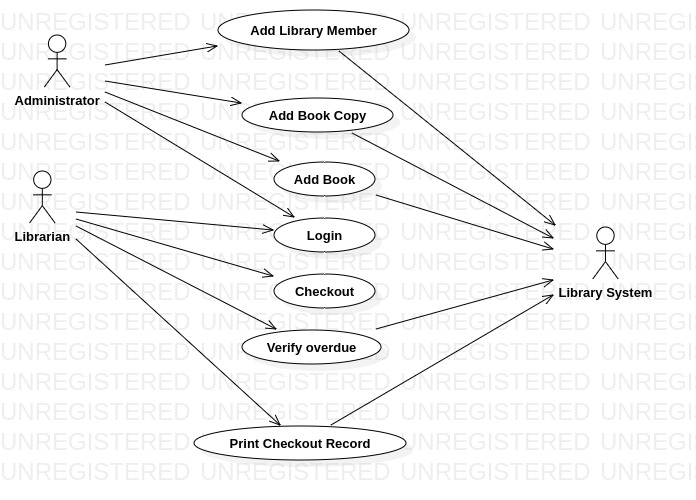 Add Library Member
Administrator
Add Book Copy
Add Book
Librarian
Login
Checkout
Library System
Verify overdue
Print Checkout Record
UNREGISTERED UNREGISTERED UNREGISTERED UNREGISTERED